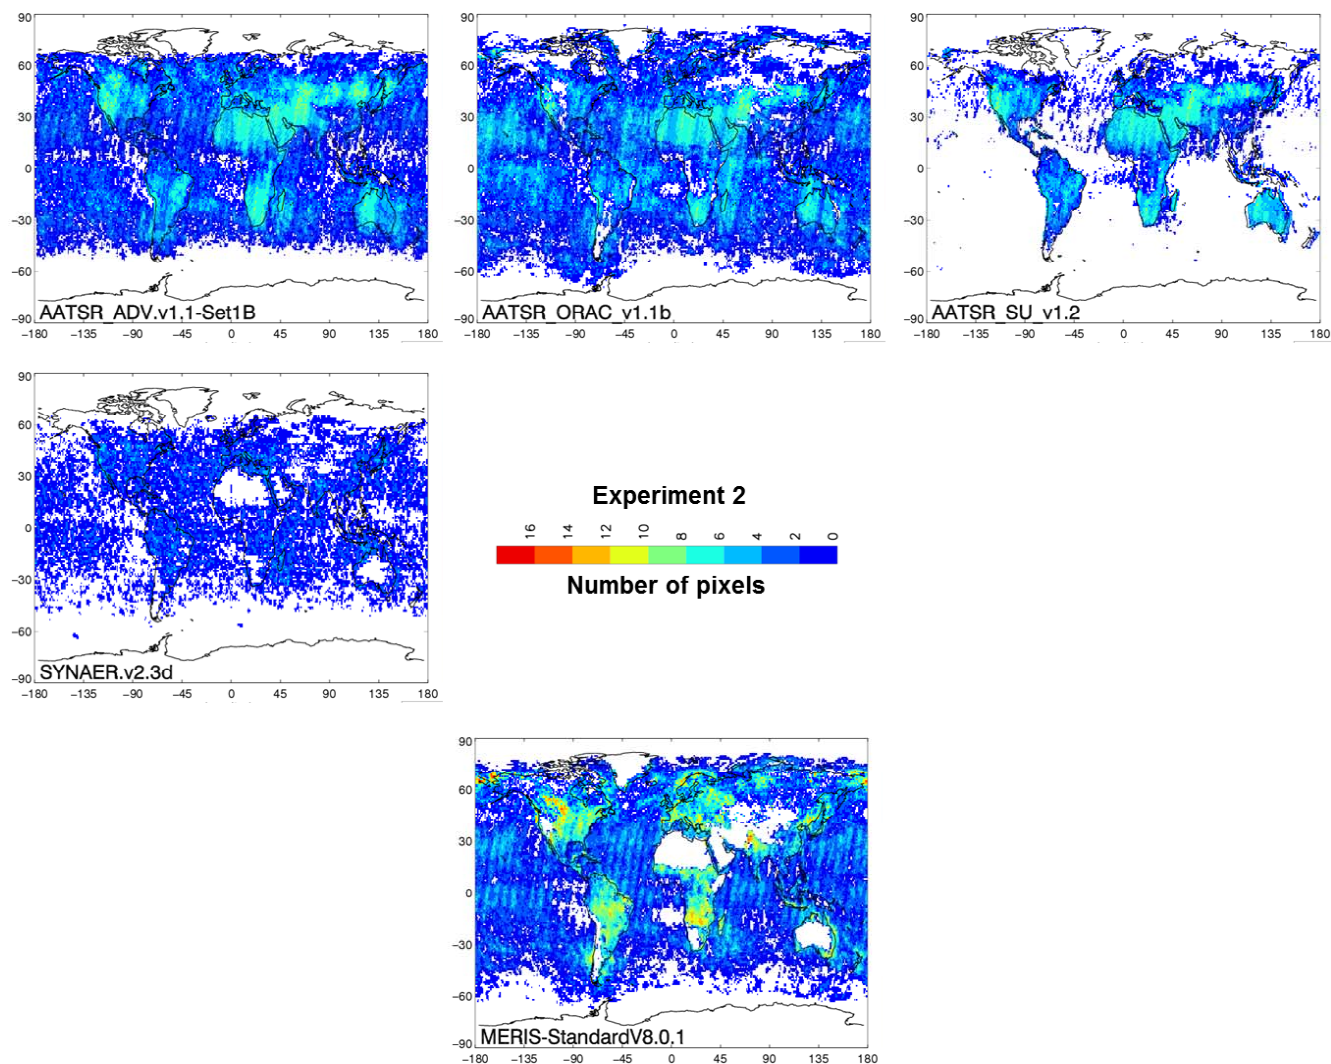 90
60
30
0
-30
-60
-90
-180 -135 -90 -45 0 45 90 135 180
AATSR_ADV.v1.1-Set1B
90
60
30
0
-30
-60
-90
-180 -135 -90 -45 0 45 90 135 180
AATSR_ORAC_v1.1b
90
60
30
0
-30
-60
-90
-180 -135 -90 -45 0 45 90 135 180
AATSR_SU_v1.2
90
60
30
0
-30
-60
-90
-180 -135 -90 -45 0 45 90 135 180
SYNAER.v2.3d
Experiment 2
16 14 12 10 8 6 4 2 0
Number of pixels
90
60
30
0
-30
-60
-90
-180 -135 -90 -45 0 45 90 135 180
MERIS-StandardV8.0.1